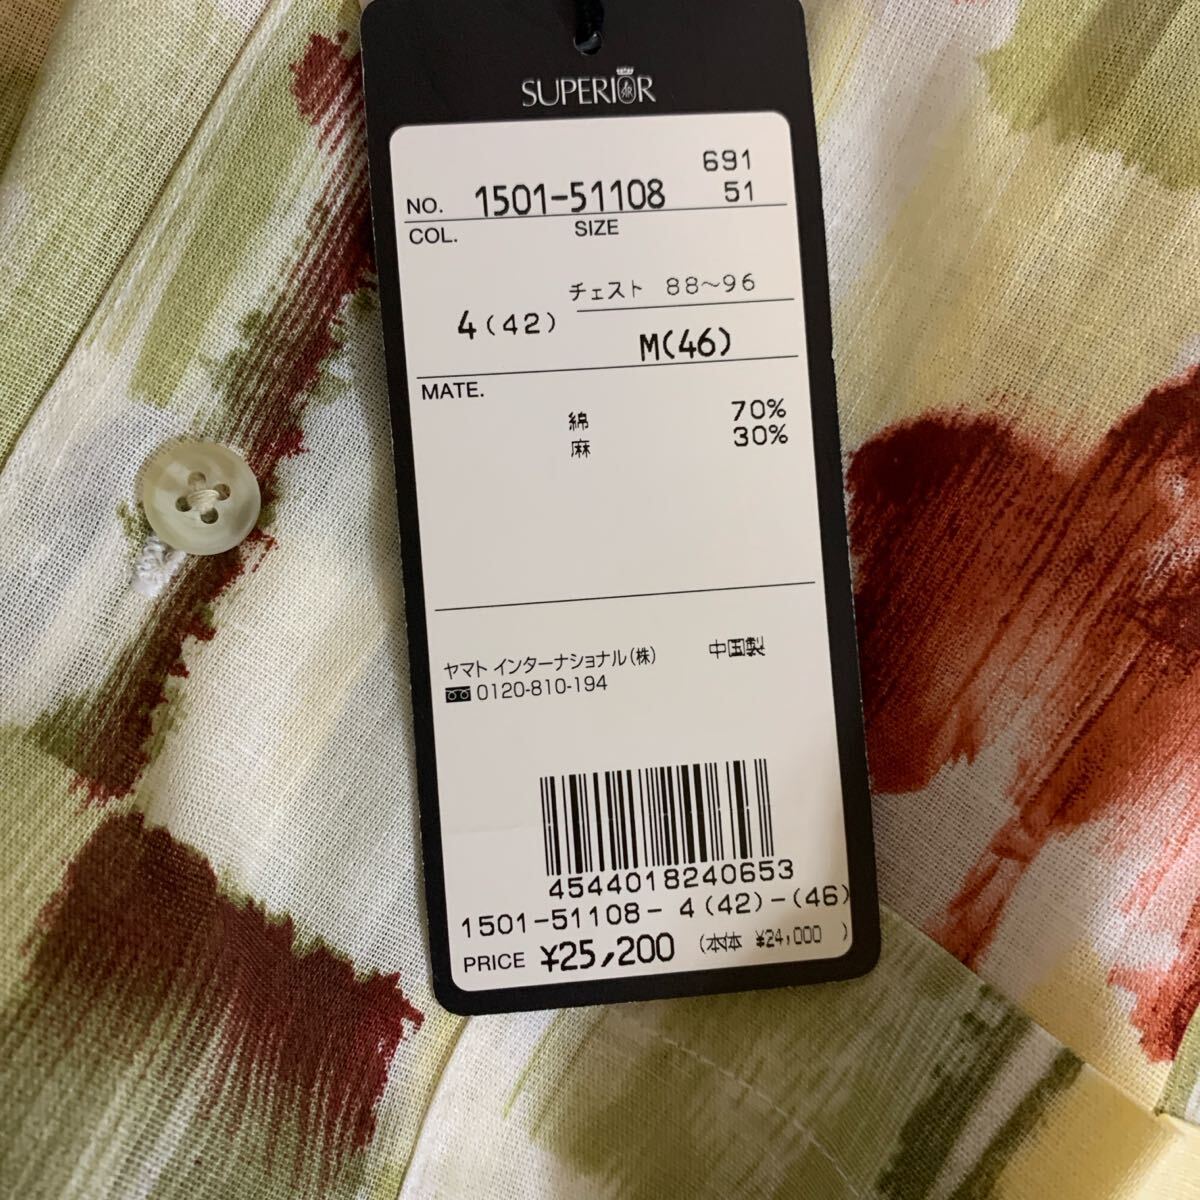 SUPERIOR
691
NO. 1501-51108 51
COL. SIZE
チェスト 88~96
4(42)
M(46)
MATE.
綿 70%
麻 30%
ヤマト インターナショナル(株) 中国製
0120-810-194
4544018240653
1501-51108- 4(42)-(46)
PRICE ¥25,200 (本体 ¥24,000 )